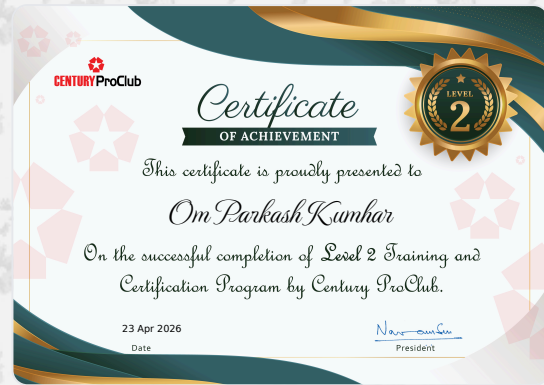 CENTURY ProClub
LEVEL
2
Certificate
OF ACHIEVEMENT
This certificate is proudly presented to
Om Parkash Kumhar
On the successful completion of Level 2 Training and
Certification Program by Century ProClub.
23 Apr 2026
Date
President